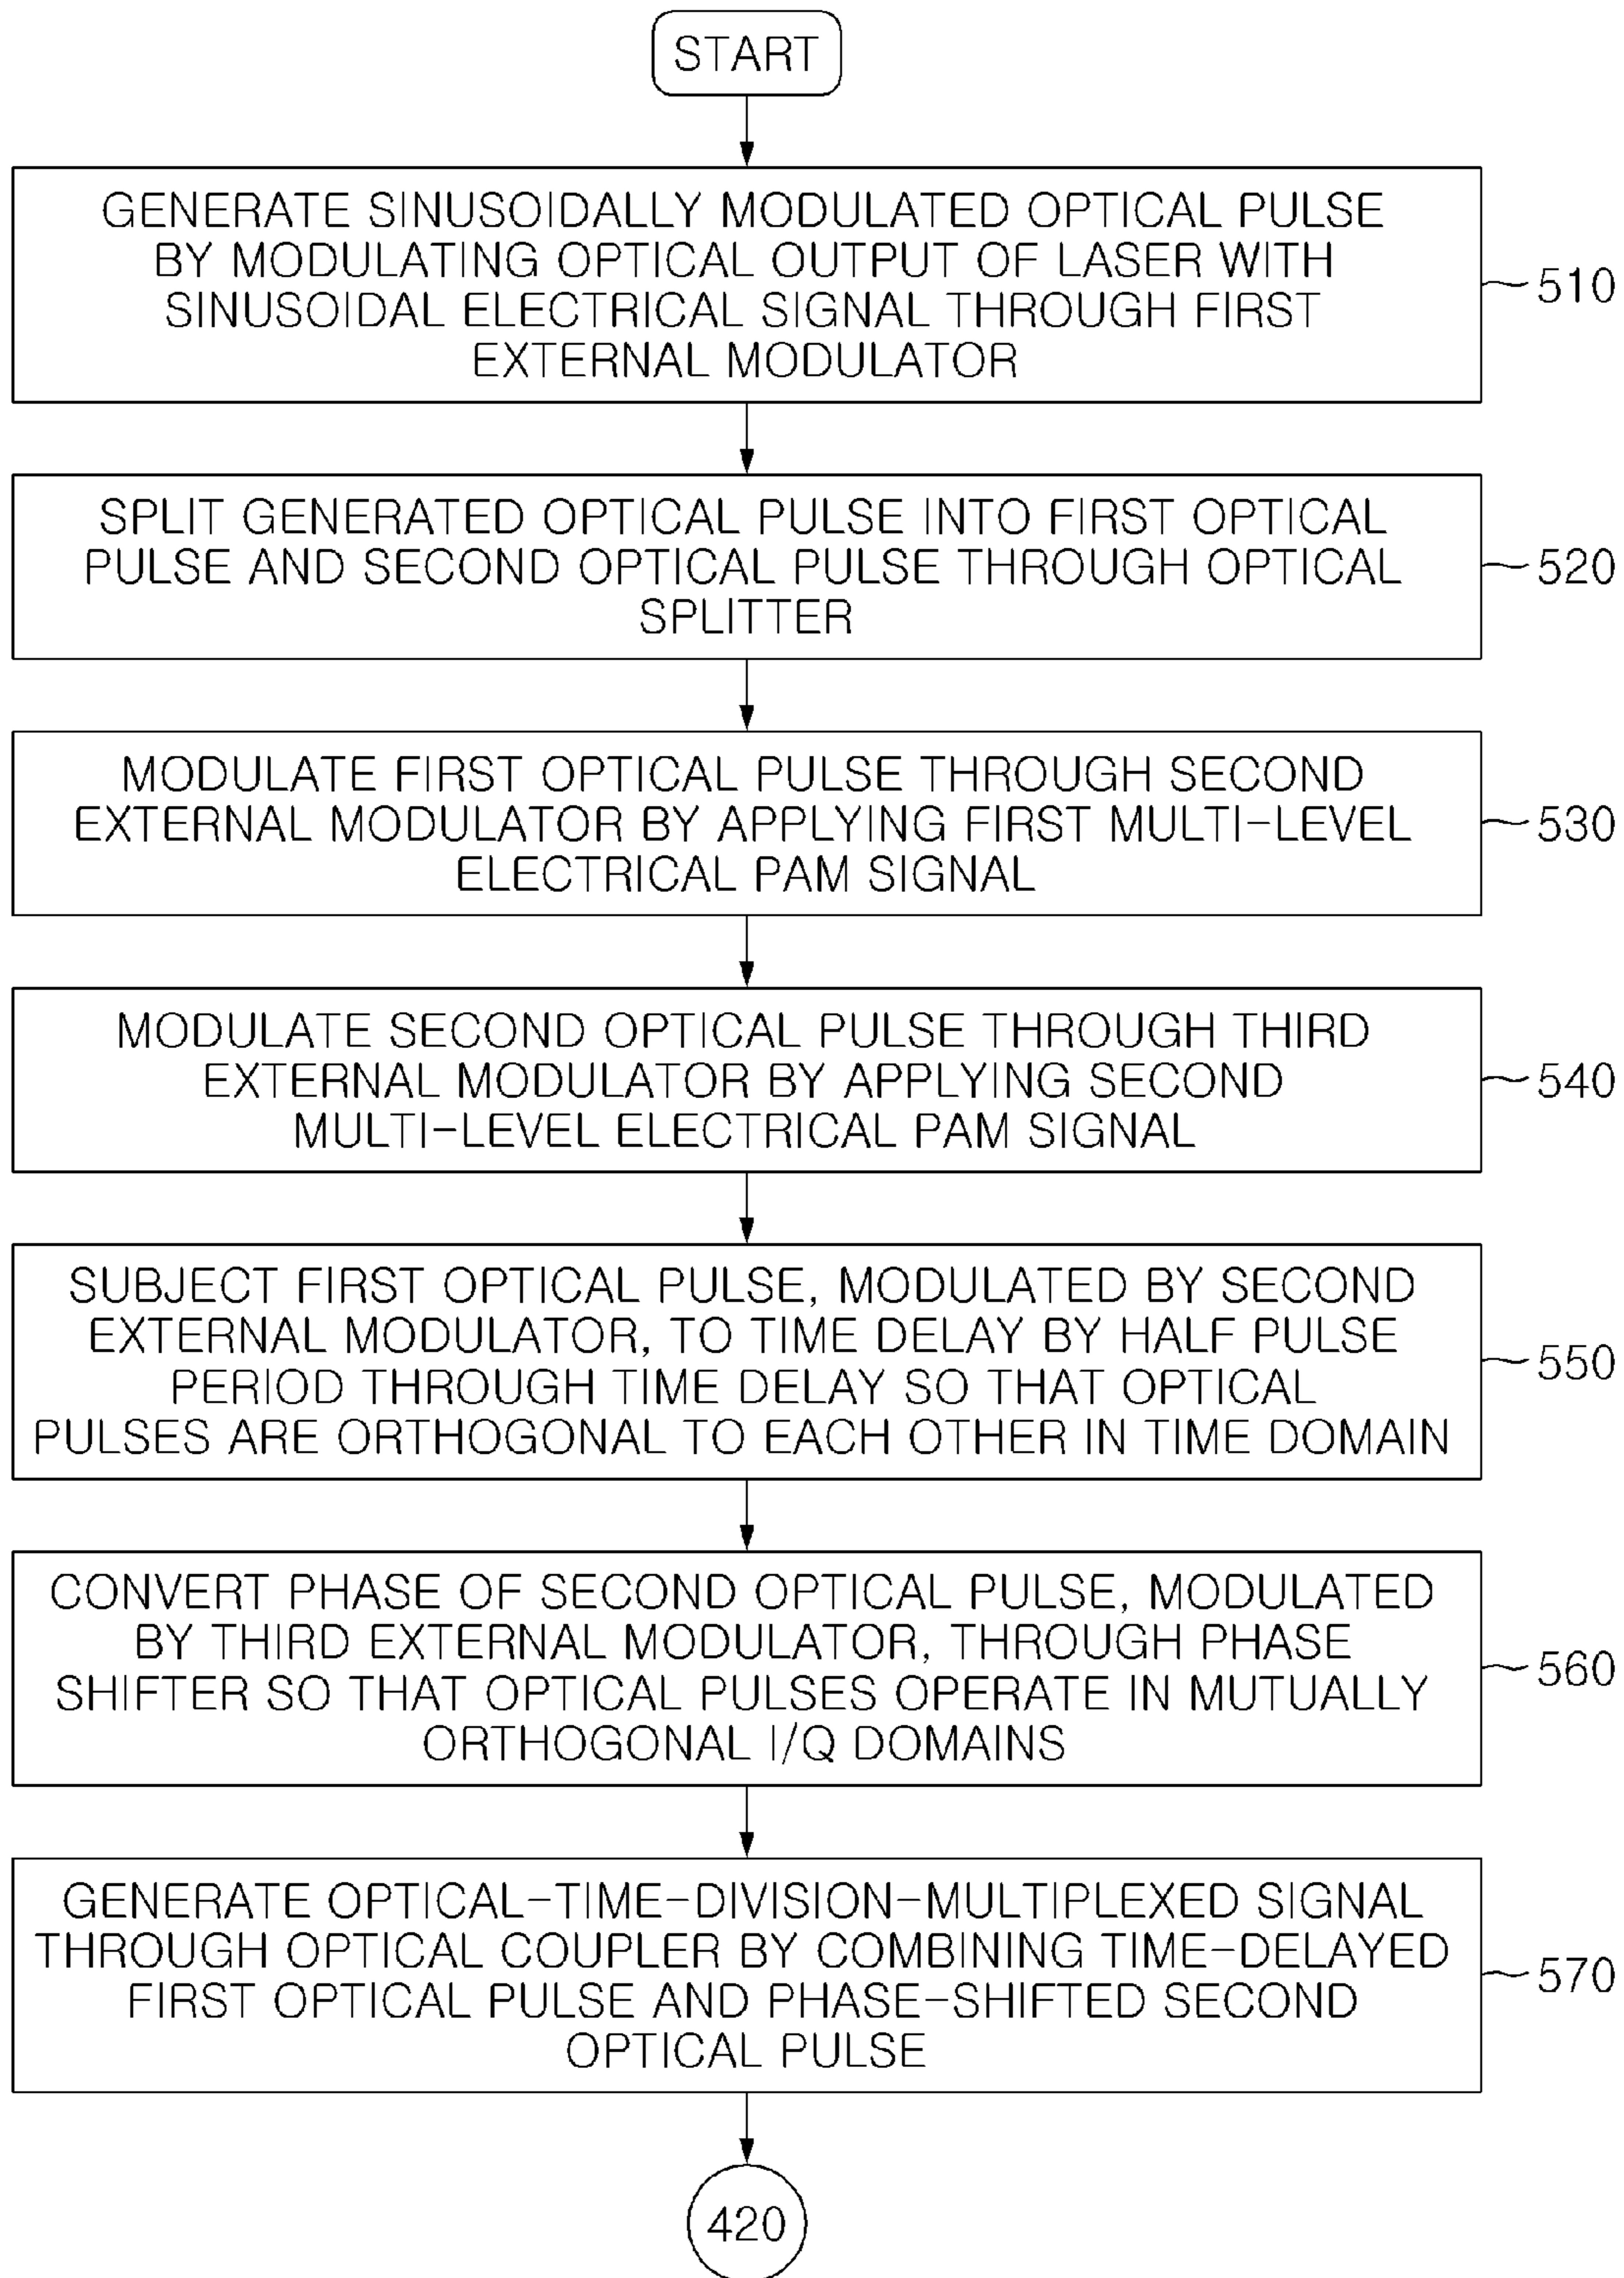 START
GENERATE SINUSOIDALLY MODULATED OPTICAL PULSE
BY MODULATING OPTICAL OUTPUT OF LASER WITH
SINUSOIDAL ELECTRICAL SIGNAL THROUGH FIRST
EXTERNAL MODULATOR
510
SPLIT GENERATED OPTICAL PULSE INTO FIRST OPTICAL
PULSE AND SECOND OPTICAL PULSE THROUGH OPTICAL
SPLITTER
520
MODULATE FIRST OPTICAL PULSE THROUGH SECOND
EXTERNAL MODULATOR BY APPLYING FIRST MULTI-LEVEL
ELECTRICAL PAM SIGNAL
530
MODULATE SECOND OPTICAL PULSE THROUGH THIRD
EXTERNAL MODULATOR BY APPLYING SECOND
MULTI-LEVEL ELECTRICAL PAM SIGNAL
540
SUBJECT FIRST OPTICAL PULSE, MODULATED BY SECOND
EXTERNAL MODULATOR, TO TIME DELAY BY HALF PULSE
PERIOD THROUGH TIME DELAY SO THAT OPTICAL
PULSES ARE ORTHOGONAL TO EACH OTHER IN TIME DOMAIN
550
CONVERT PHASE OF SECOND OPTICAL PULSE, MODULATED
BY THIRD EXTERNAL MODULATOR, THROUGH PHASE
SHIFTER SO THAT OPTICAL PULSES OPERATE IN MUTUALLY
ORTHOGONAL I/Q DOMAINS
560
GENERATE OPTICAL-TIME-DIVISION-MULTIPLEXED SIGNAL
THROUGH OPTICAL COUPLER BY COMBINING TIME-DELAYED
FIRST OPTICAL PULSE AND PHASE-SHIFTED SECOND
OPTICAL PULSE
570
420